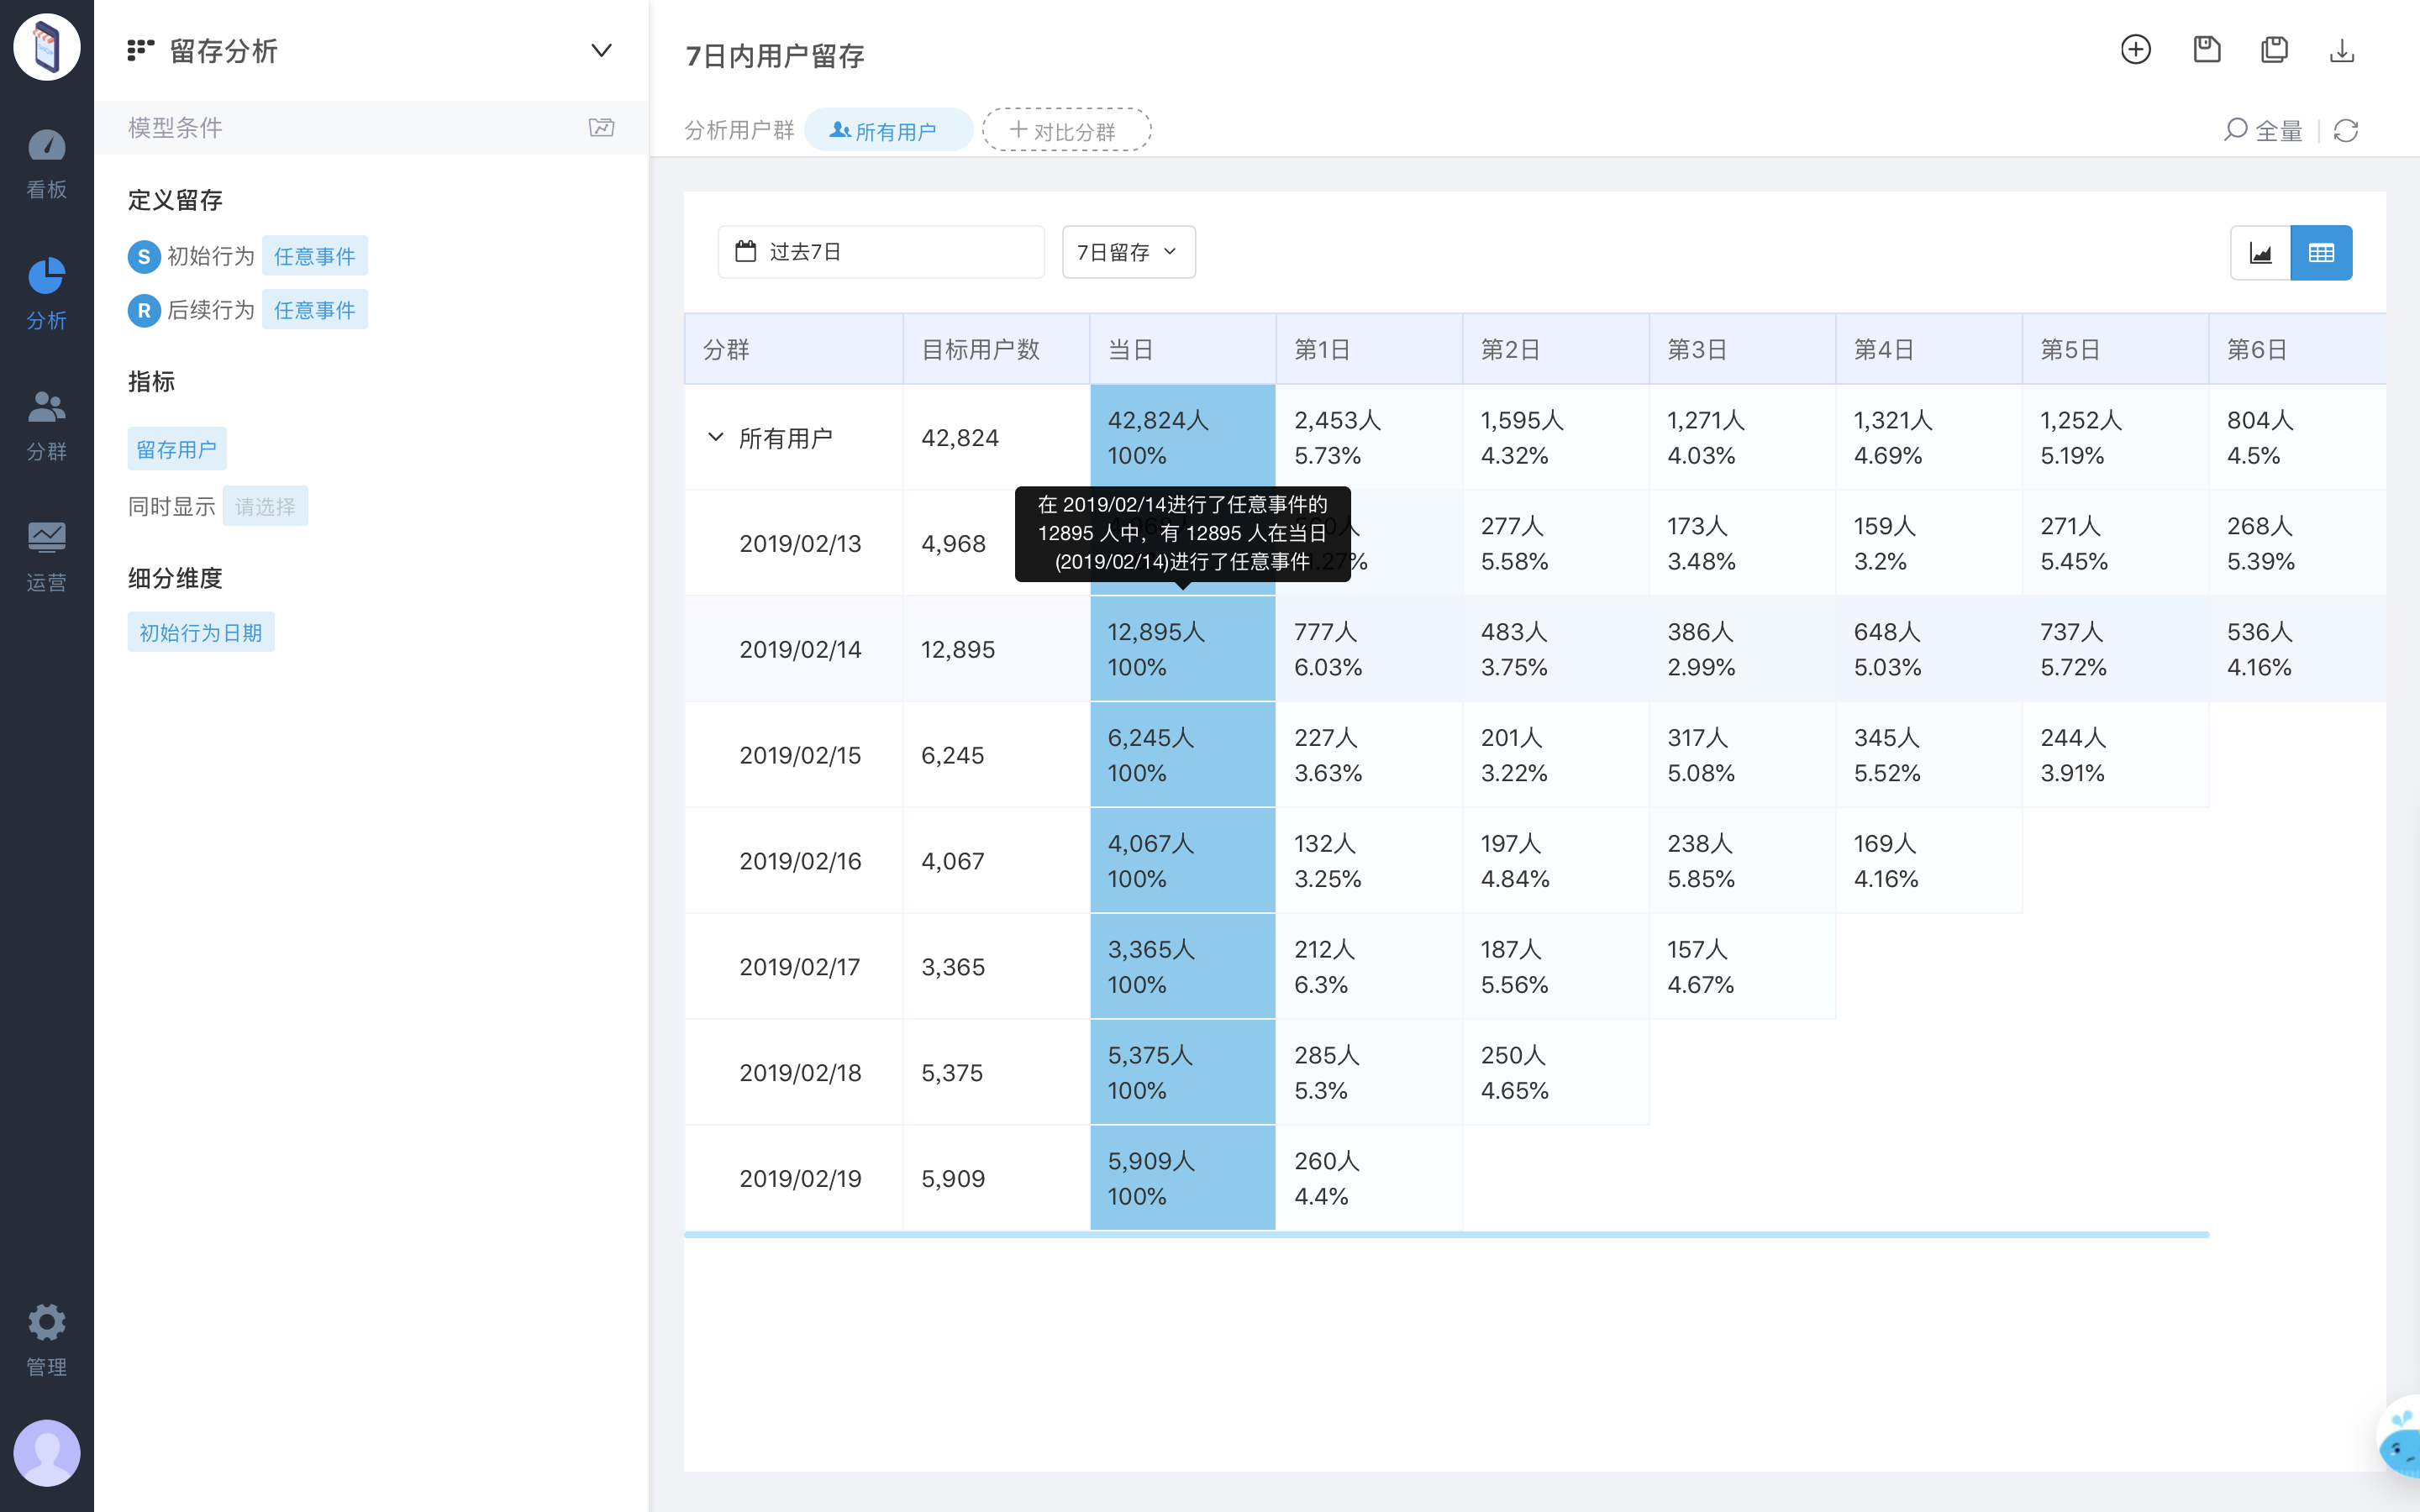 留存分析
模型条件
定义留存
S 初始行为 任意事件
R 后续行为 任意事件
指标
留存用户
同时显示 请选择
细分维度
初始行为日期
看板
分析
分群
运营
管理
7日内用户留存
分析用户群 所有用户 + 对比分群
全量
过去7日 7日留存
分群 目标用户数 当日 第1日 第2日 第3日 第4日 第5日 第6日
所有用户 42,824 42,824人 2,453人 1,595人 1,271人 1,321人 1,252人 804人
100% 5.73% 4.32% 4.03% 4.69% 5.19% 4.5%
在 2019/02/14进行了任意事件的
12895 人中，有 12895 人在当日
(2019/02/14)进行了任意事件
2019/02/13 4,968 277人 173人 159人 271人 268人
5.58% 3.48% 3.2% 5.45% 5.39%
2019/02/14 12,895 12,895人 777人 483人 386人 648人 737人 536人
100% 6.03% 3.75% 2.99% 5.03% 5.72% 4.16%
2019/02/15 6,245 6,245人 227人 201人 317人 345人 244人
100% 3.63% 3.22% 5.08% 5.52% 3.91%
2019/02/16 4,067 4,067人 132人 197人 238人 169人
100% 3.25% 4.84% 5.85% 4.16%
2019/02/17 3,365 3,365人 212人 187人 157人
100% 6.3% 5.56% 4.67%
2019/02/18 5,375 5,375人 285人 250人
100% 5.3% 4.65%
2019/02/19 5,909 5,909人 260人
100% 4.4%